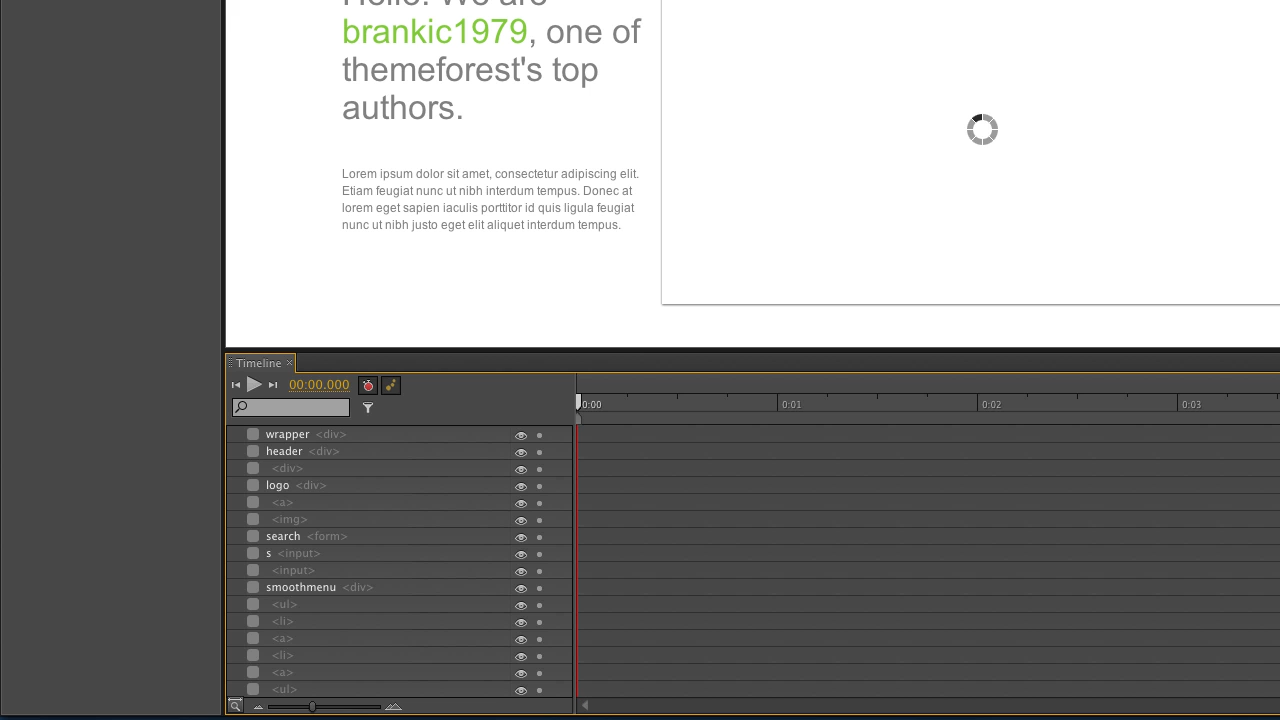 Hello. We are
brankic1979, one of
themeforest's top
authors.
Lorem ipsum dolor sit amet, consectetur adipiscing elit.
Etiam feugiat nunc ut nibh interdum tempus. Donec at
lorem eget sapien iaculis porttitor id quis ligula feugiat
nunc ut nibh justo eget elit aliquet interdum tempus.
Timeline
00:00.000
0:00 0:01 0:02 0:03
wrapper <div>
header <div>
<div>
logo <div>
<a>
<img>
search <form>
s <input>
<input>
smoothmenu <div>
<ul>
<li>
<a>
<li>
<a>
<ul>